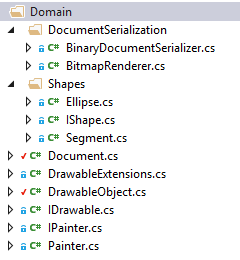 Domain
DocumentSerialization
C# BinaryDocumentSerializer.cs
C# BitmapRenderer.cs
Shapes
C# Ellipse.cs
C# IShape.cs
C# Segment.cs
C# Document.cs
C# DrawableExtensions.cs
C# DrawableObject.cs
C# IDrawable.cs
C# IPainter.cs
C# Painter.cs